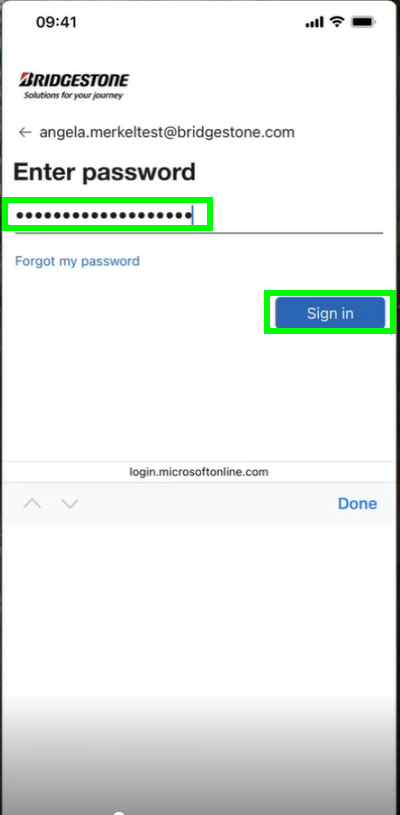 09:41
BRIDGESTONE
Solutions for your journey
← angela.merkeltest@bridgestone.com
Enter password
●●●●●●●●●●●●●●●●●●●
Forgot my password
Sign in
login.microsoftonline.com
Done